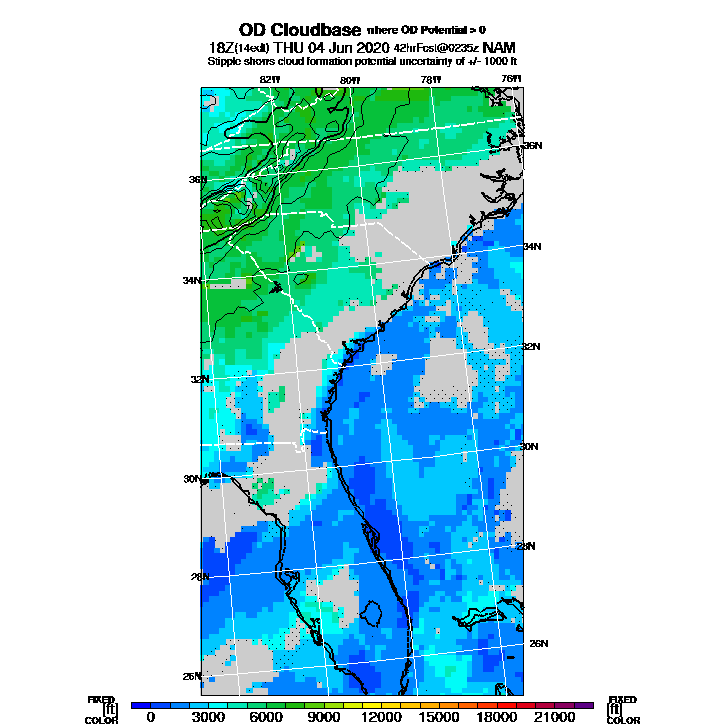 OD Cloudbase where OD Potential > 0
18Z(14edt) THU 04 Jun 2020 42hrFcst@0235z NAM
Stipple shows cloud formation potential uncertainty of +/- 1000 ft
82W 80W 78W 76W
36N
36N
34N
34N
32N
32N
30N
30N
28N
28N
26N
26N
FIXED FIXED
[ft] 0 3000 6000 9000 12000 15000 18000 21000 [ft]
COLOR COLOR